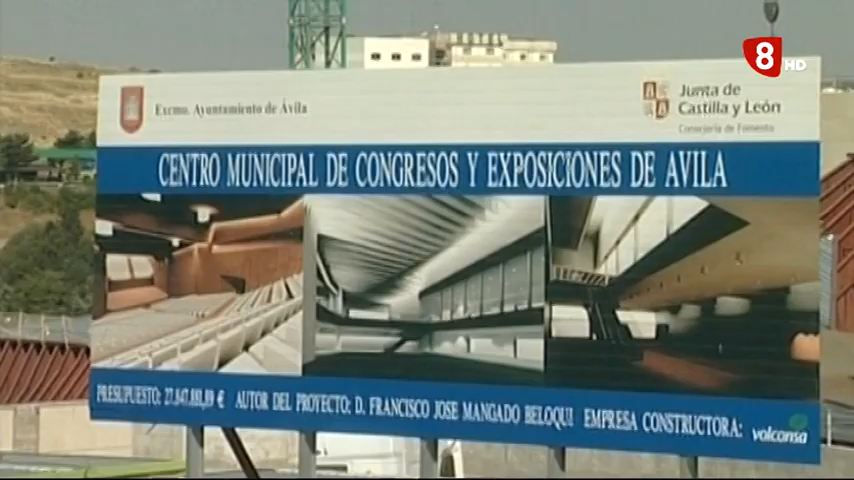 8 HD
Excmo. Ayuntamiento de Ávila
Junta de
Castilla y León
Consejería de Fomento
CENTRO MUNICIPAL DE CONGRESOS Y EXPOSICIONES DE AVILA
PRESUPUESTO: 27.847.881,89 € AUTOR DEL PROYECTO: D. FRANCISCO JOSE MANGADO BELOQUI EMPRESA CONSTRUCTORA: volconsa